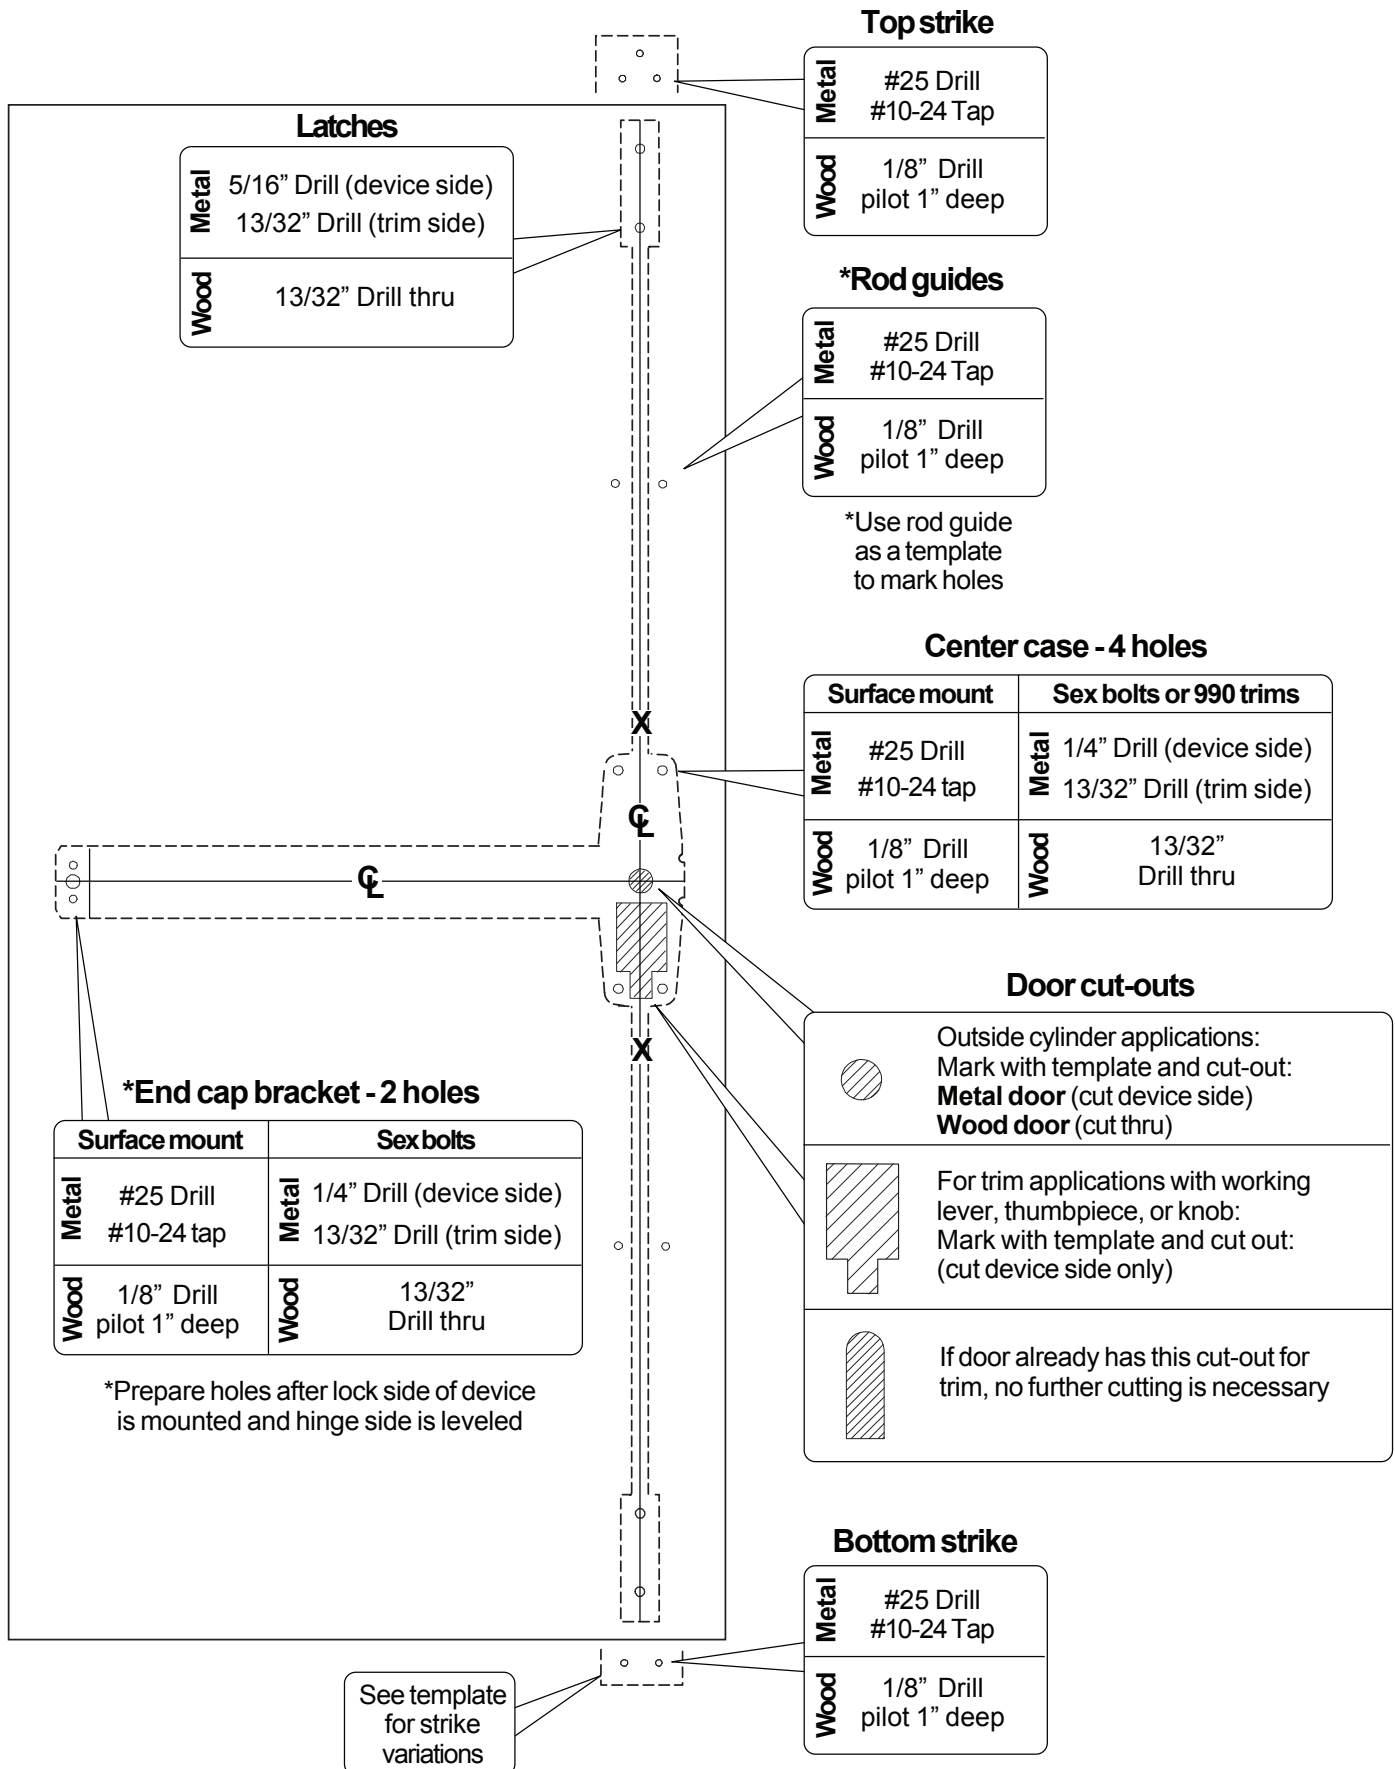 Top strike
Metal
#25 Drill
#10-24 Tap
Wood
1/8” Drill
pilot 1” deep
Latches
Metal
5/16” Drill (device side)
13/32” Drill (trim side)
Wood
13/32” Drill thru
*Rod guides
Metal
#25 Drill
#10-24 Tap
Wood
1/8” Drill
pilot 1” deep
*Use rod guide
as a template
to mark holes
Center case - 4 holes
Surface mount
Sex bolts or 990 trims
Metal
#25 Drill
#10-24 tap
Metal
1/4” Drill (device side)
13/32” Drill (trim side)
Wood
1/8” Drill
pilot 1” deep
Wood
13/32”
Drill thru
X
℄
℄
X
Door cut-outs
Outside cylinder applications:
Mark with template and cut-out:
Metal door (cut device side)
Wood door (cut thru)
For trim applications with working
lever, thumbpiece, or knob:
Mark with template and cut out:
(cut device side only)
If door already has this cut-out for
trim, no further cutting is necessary
*End cap bracket - 2 holes
Surface mount
Sex bolts
Metal
#25 Drill
#10-24 tap
Metal
1/4” Drill (device side)
13/32” Drill (trim side)
Wood
1/8” Drill
pilot 1” deep
Wood
13/32”
Drill thru
*Prepare holes after lock side of device
is mounted and hinge side is leveled
Bottom strike
Metal
#25 Drill
#10-24 Tap
Wood
1/8” Drill
pilot 1” deep
See template
for strike
variations